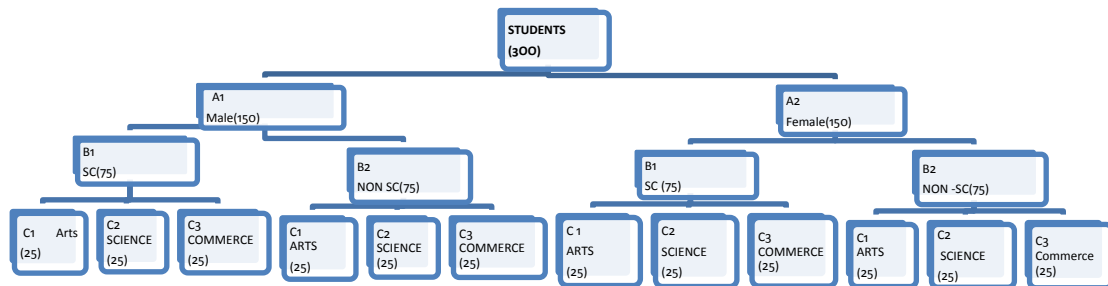 STUDENTS
(3OO)
A1
Male(150)
A2
Female(150)
B1
SC(75)
B2
NON SC(75)
B1
SC (75)
B2
NON -SC(75)
C1 Arts
(25)
C2
SCIENCE
(25)
C3
COMMERCE
(25)
C1
ARTS
(25)
C2
SCIENCE
(25)
C3
COMMERCE
(25)
C 1
ARTS
(25)
C2
SCIENCE
(25)
C3
COMMERCE
(25)
C1
ARTS
(25)
C2
SCIENCE
(25)
C3
Commerce
(25)